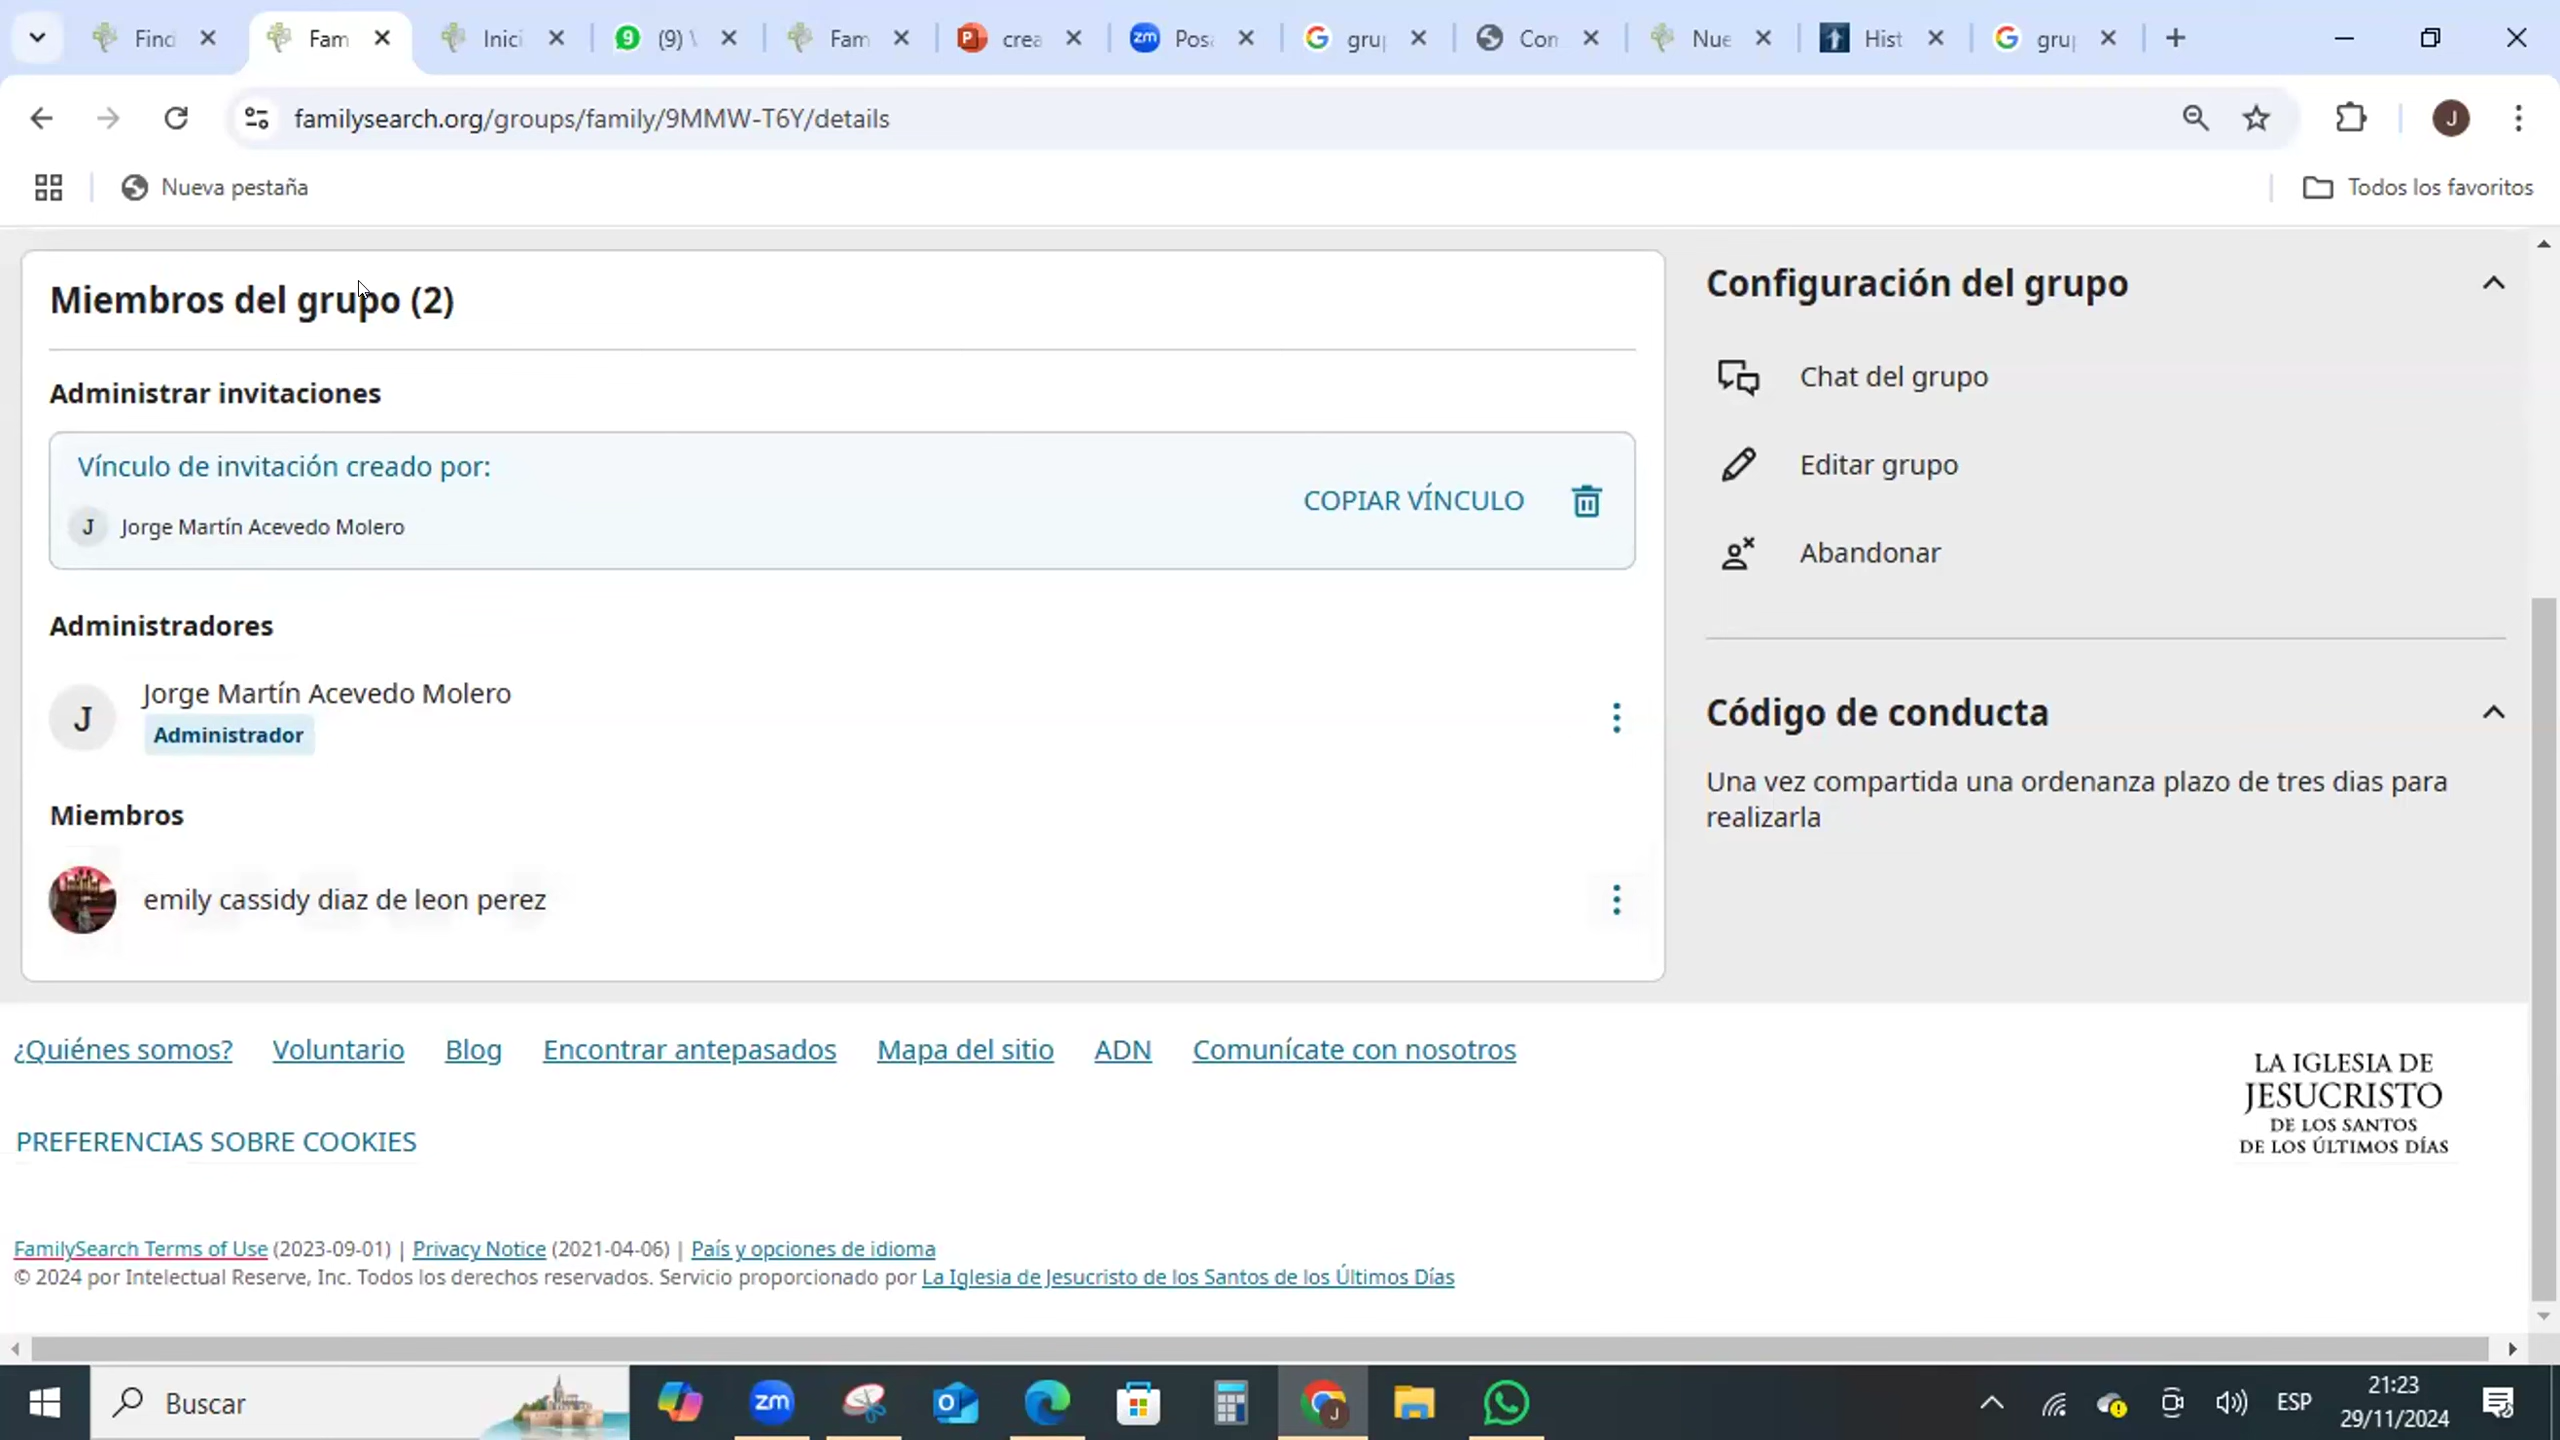 Find
Fam
Inici
9
(9) \
Fam
P
crea
zm
Posa
G
gru
Con
Nue
Hist
G
gru
familysearch.org/groups/family/9MMW-T6Y/details
J
Nueva pestaña
Todos los favoritos
Miembros del grupo (2)
Administrar invitaciones
Vínculo de invitación creado por:
J Jorge Martín Acevedo Molero
COPIAR VÍNCULO
Administradores
J
Jorge Martín Acevedo Molero
Administrador
Miembros
emily cassidy diaz de leon perez
Configuración del grupo
Chat del grupo
Editar grupo
Abandonar
Código de conducta
Una vez compartida una ordenanza plazo de tres dias para
realizarla
¿Quiénes somos? Voluntario Blog Encontrar antepasados Mapa del sitio ADN Comunícate con nosotros
PREFERENCIAS SOBRE COOKIES
LA IGLESIA DE
JESUCRISTO
DE LOS SANTOS
DE LOS ÚLTIMOS DÍAS
FamilySearch Terms of Use (2023-09-01) | Privacy Notice (2021-04-06) | País y opciones de idioma
© 2024 por Intelectual Reserve, Inc. Todos los derechos reservados. Servicio proporcionado por La Iglesia de Jesucristo de los Santos de los Últimos Días
Buscar
zm
J
ESP
21:23
29/11/2024